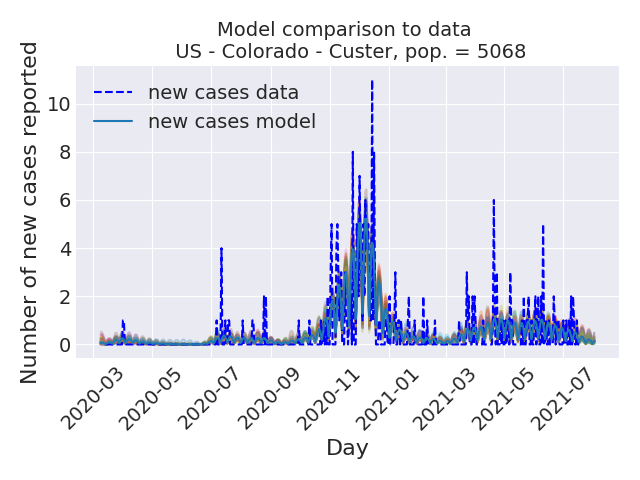 Model comparison to data
US - Colorado - Custer, pop. = 5068
Number of new cases reported
new cases data
new cases model
10
8
6
4
2
0
2020-03
2020-05
2020-07
2020-09
2020-11
2021-01
2021-03
2021-05
2021-07
Day